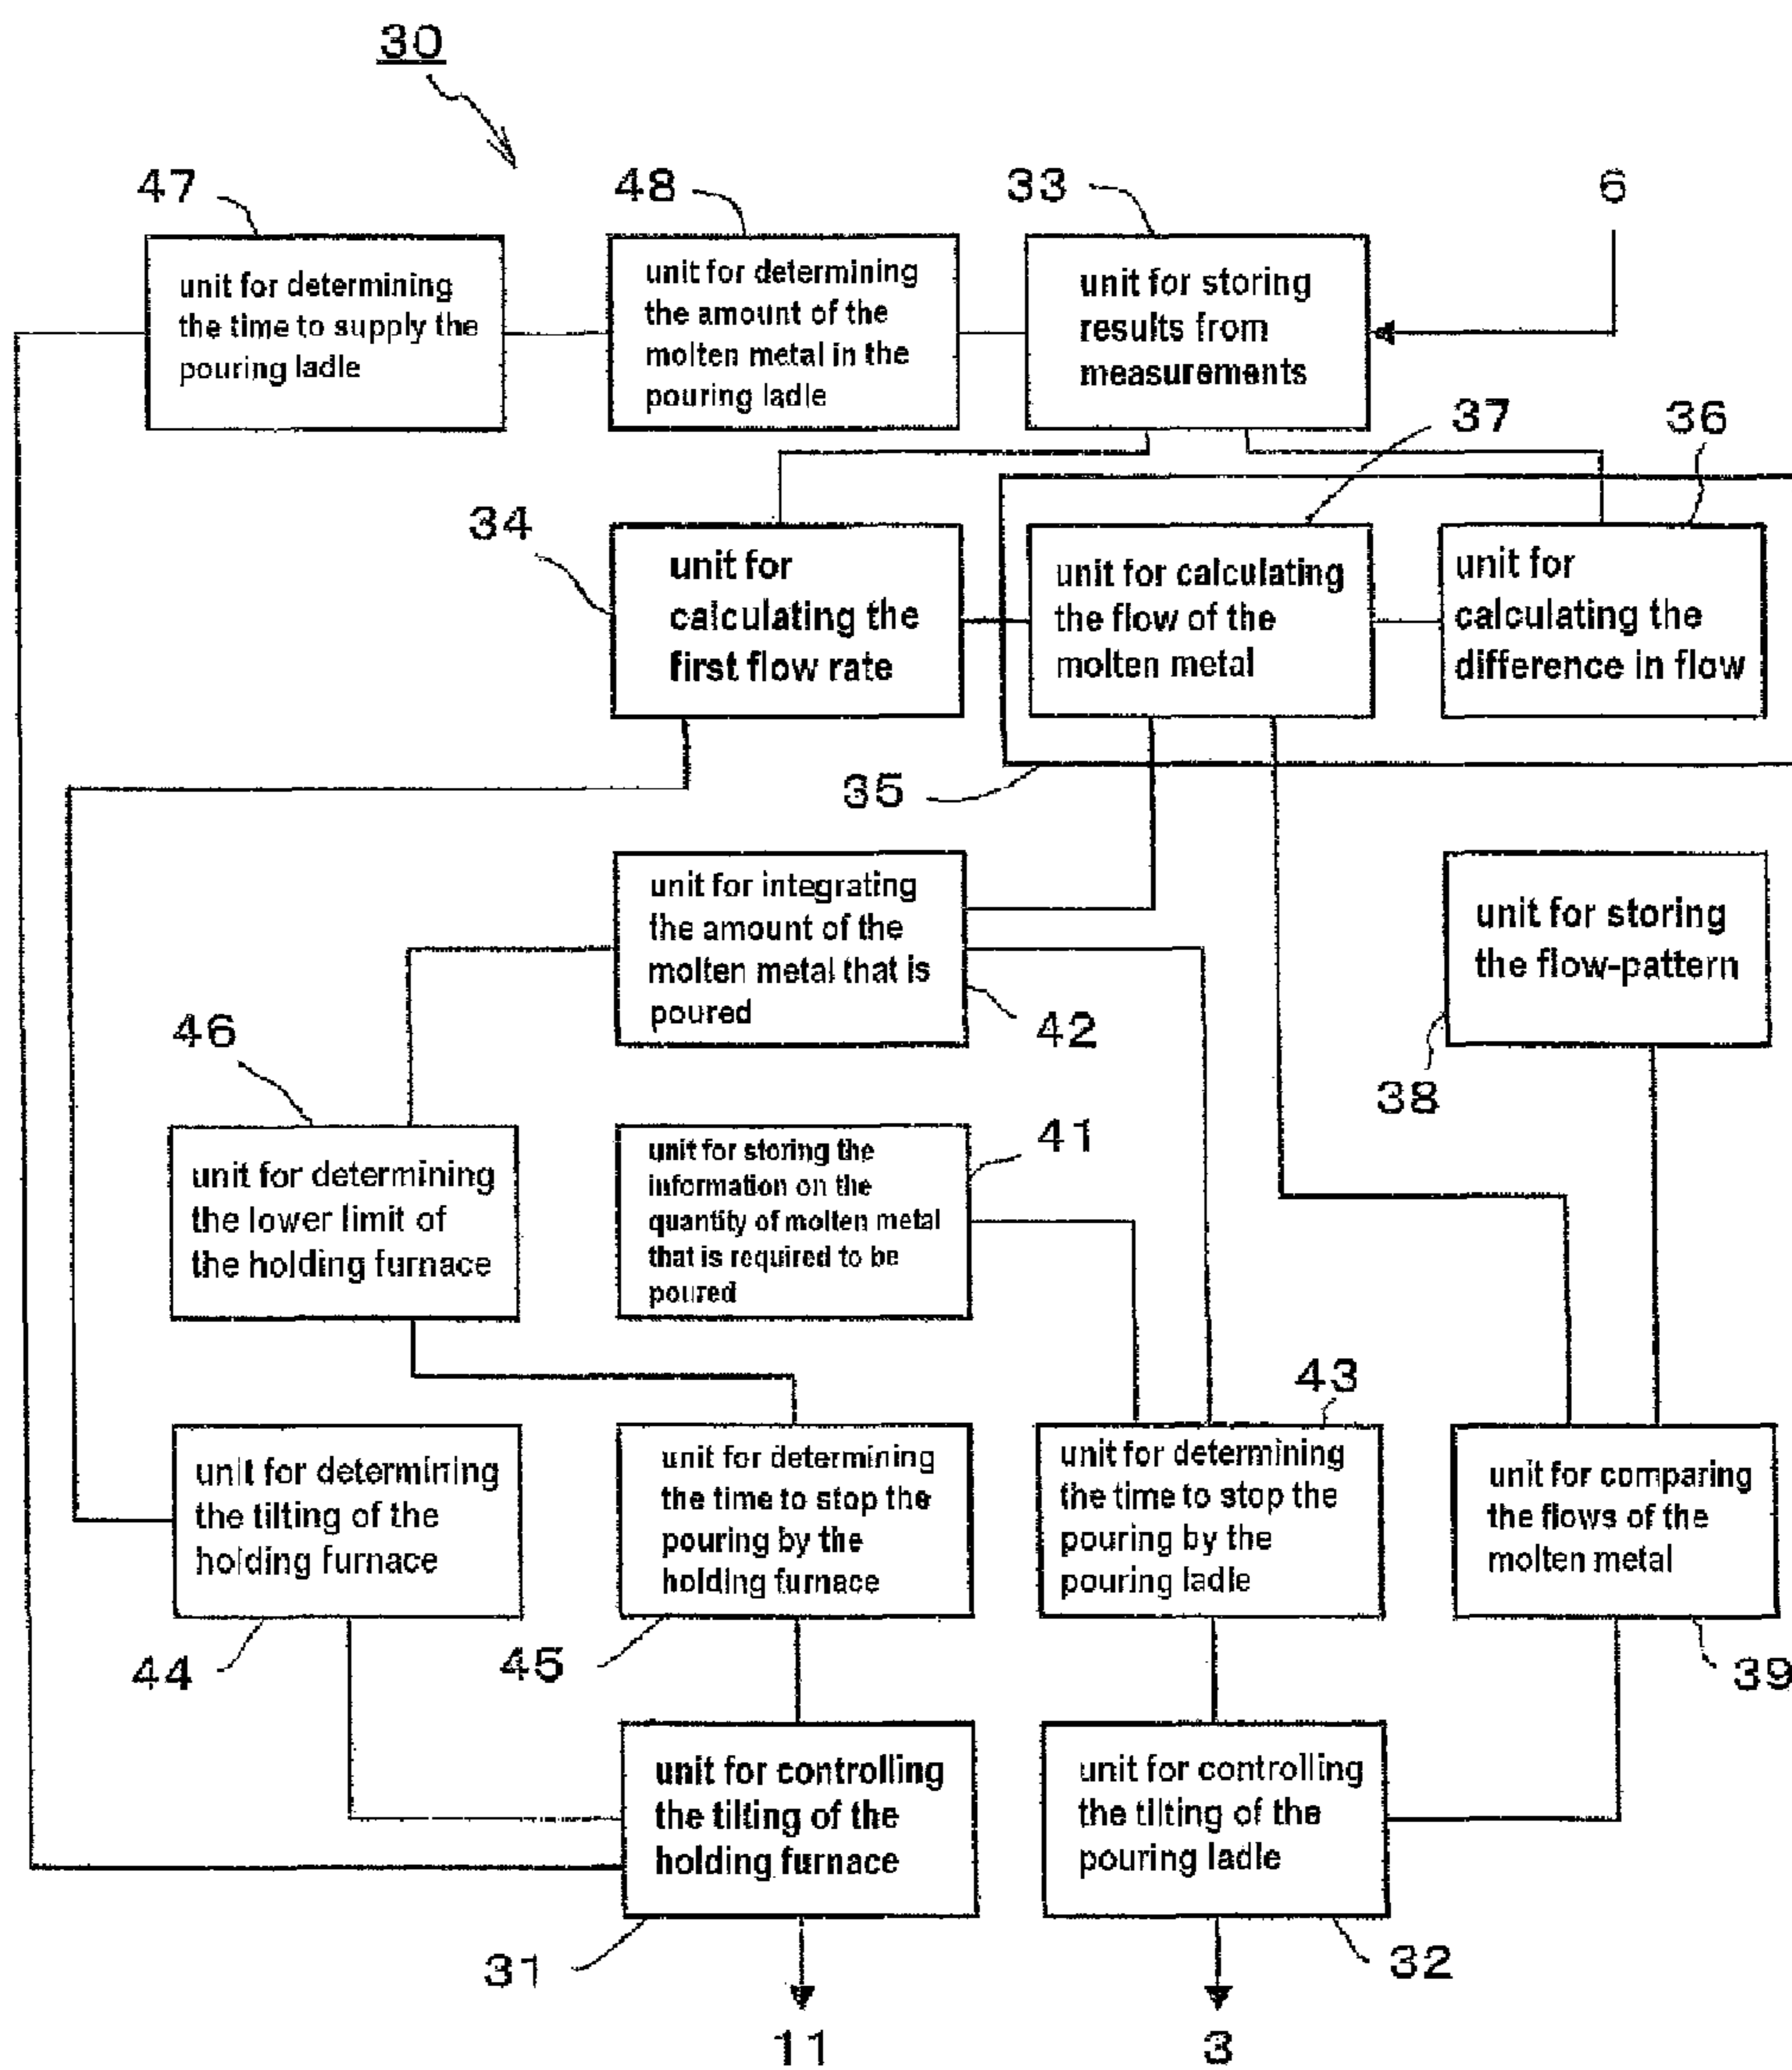 30
47
48
33
6
unit for determining
the time to supply the
pouring ladle
unit for determining
the amount of the
molten metal in the
pouring ladle
unit for storing
results from
measurements
37
36
34
unit for
calculating the
first flow rate
unit for calculating
the flow of the
molten metal
unit for
calculating the
difference in flow
35
unit for integrating
the amount of the
molten metal that is
poured
42
unit for storing
the flow-pattern
38
46
unit for determining
the lower limit of
the holding furnace
unit for storing the
information on the
quantity of molten metal
that is required to be
poured
41
43
unit for determining
the tilting of the
holding furnace
44
unit for determining
the time to stop the
pouring by the
holding furnace
45
unit for determining
the time to stop the
pouring by the
pouring ladle
unit for comparing
the flows of the
molten metal
39
unit for controlling
the tilting of the
holding furnace
31
unit for controlling
the tilting of the
pouring ladle
32
11
3